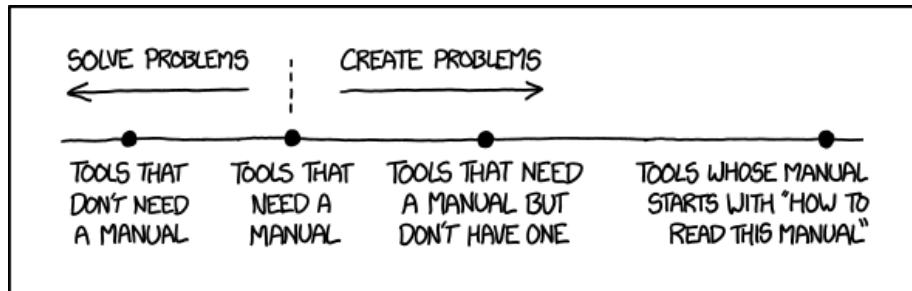 SOLVE PROBLEMS
CREATE PROBLEMS
TOOLS THAT
DON'T NEED
A MANUAL
TOOLS THAT
NEED A
MANUAL
TOOLS THAT NEED
A MANUAL BUT
DON'T HAVE ONE
TOOLS WHOSE MANUAL
STARTS WITH "HOW TO
READ THIS MANUAL"